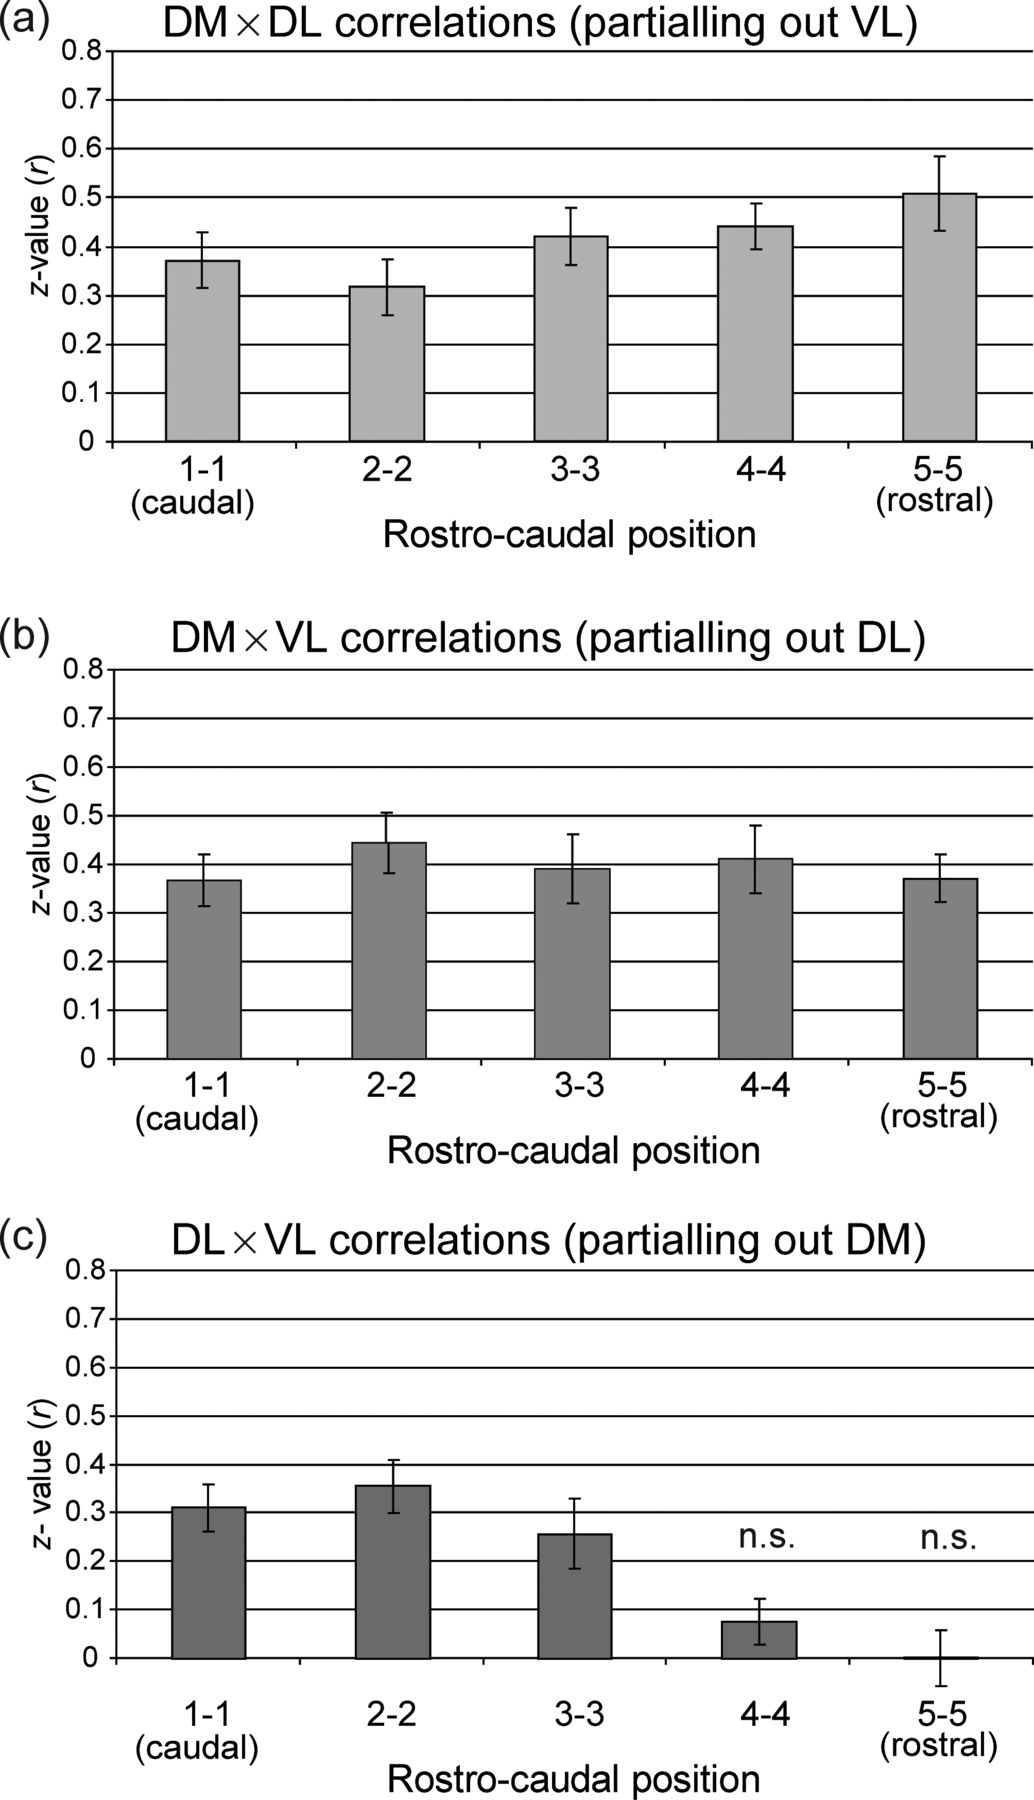 (a) DM×DL correlations (partialling out VL)
0.8
0.7
0.6
0.5
0.4
0.3
0.2
0.1
0
z-value (r)
1-1 2-2 3-3 4-4 5-5
(caudal) (rostral)
Rostro-caudal position
(b) DM×VL correlations (partialling out DL)
0.8
0.7
0.6
0.5
0.4
0.3
0.2
0.1
0
z-value (r)
1-1 2-2 3-3 4-4 5-5
(caudal) (rostral)
Rostro-caudal position
(c) DL×VL correlations (partialling out DM)
0.8
0.7
0.6
0.5
0.4
0.3
0.2
0.1
0
z- value (r)
n.s. n.s.
1-1 2-2 3-3 4-4 5-5
(caudal) (rostral)
Rostro-caudal position